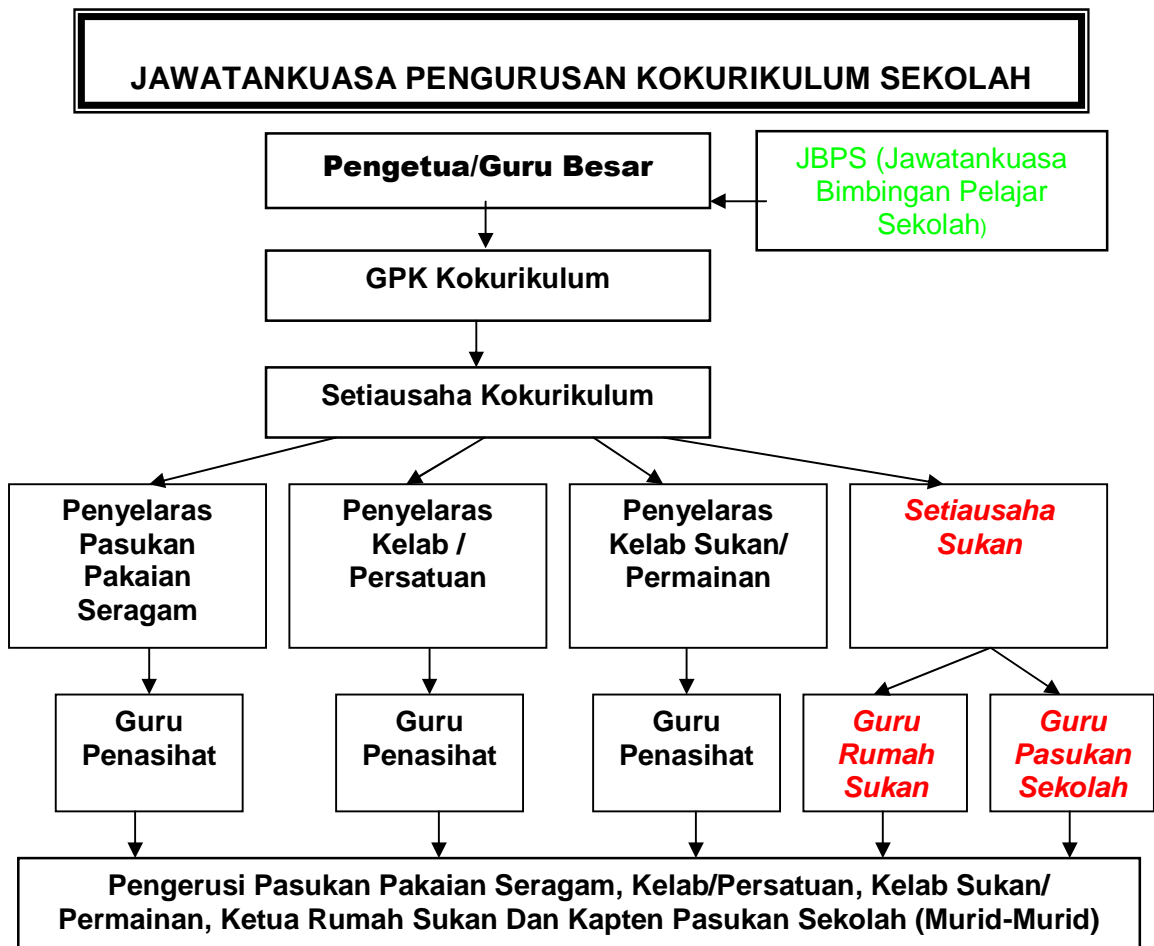 JAWATANKUASA PENGURUSAN KOKURIKULUM SEKOLAH
Pengetua/Guru Besar
JBPS (Jawatankuasa
Bimbingan Pelajar
Sekolah)
GPK Kokurikulum
Setiausaha Kokurikulum
Penyelaras
Pasukan
Pakaian
Seragam
Penyelaras
Kelab /
Persatuan
Penyelaras
Kelab Sukan/
Permainan
Setiausaha
Sukan
Guru
Penasihat
Guru
Penasihat
Guru
Penasihat
Guru
Rumah
Sukan
Guru
Pasukan
Sekolah
Pengerusi Pasukan Pakaian Seragam, Kelab/Persatuan, Kelab Sukan/
Permainan, Ketua Rumah Sukan Dan Kapten Pasukan Sekolah (Murid-Murid)